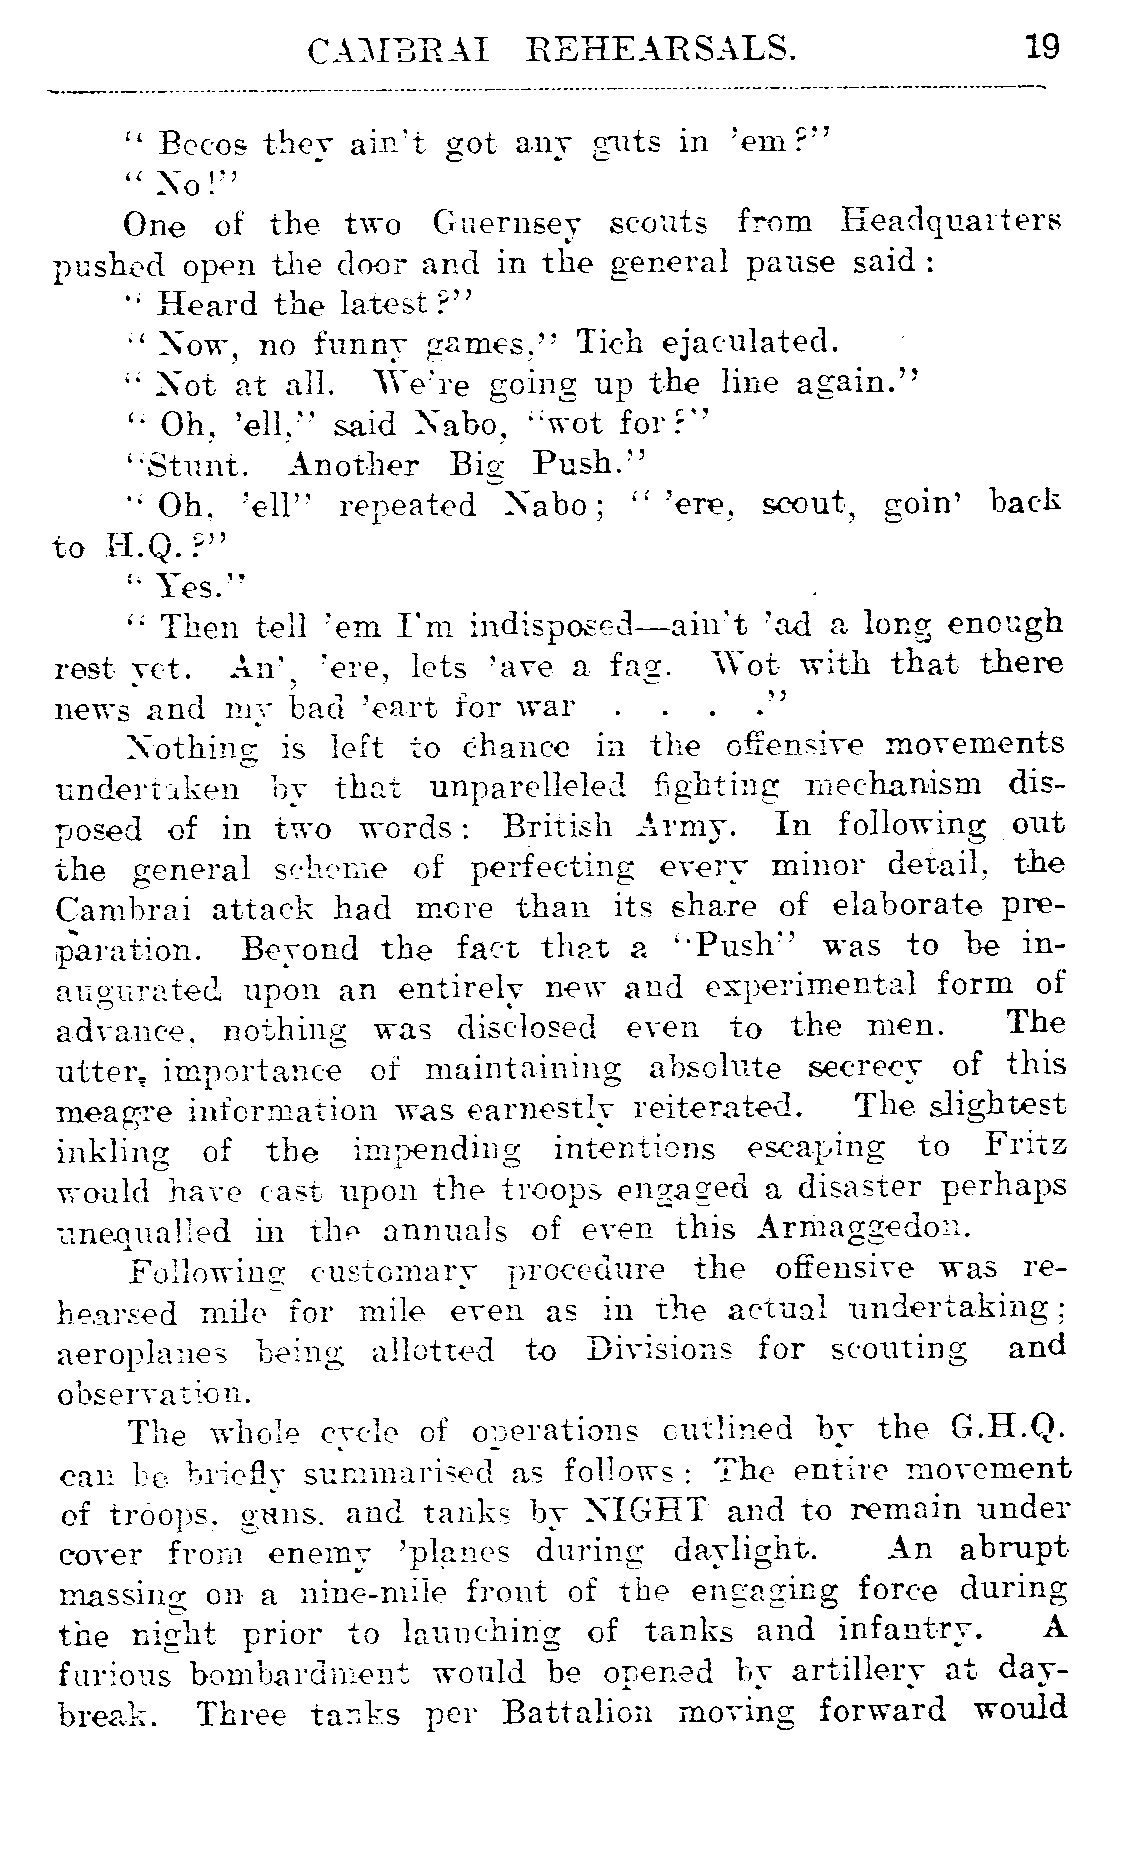 CAMBRAI REHEARSALS. 19
" Becos they ain't got any guts in 'em?"
" No!"
One of the two Guernsey scouts from Headquarters
pushed open the door and in the general pause said :
" Heard the latest?"
" Now, no funny games," Tich ejaculated.
" Not at all. We're going up the line again."
" Oh, 'ell," said Nabo, "wot for?"
"Stunt. Another Big Push."
" Oh, 'ell" repeated Nabo; " 'ere, scout, goin' back
to H.Q.?"
" Yes."
" Then tell 'em I'm indisposed—ain't 'ad a long enough
rest yet. An', 'ere, lets 'ave a fag. Wot with that there
news and my bad 'eart for war . . . ."
Nothing is left to chance in the offensive movements
undertaken by that unparelleled fighting mechanism dis-
posed of in two words: British Army. In following out
the general scheme of perfecting every minor detail, the
Cambrai attack had more than its share of elaborate pre-
paration. Beyond the fact that a "Push" was to be in-
augurated upon an entirely new and experimental form of
advance, nothing was disclosed even to the men. The
utter, importance of maintaining absolute secrecy of this
meagre information was earnestly reiterated. The slightest
inkling of the impending intentions escaping to Fritz
would have cast upon the troops engaged a disaster perhaps
unequalled in the annuals of even this Armaggedon.
Following customary procedure the offensive was re-
hearsed mile for mile even as in the actual undertaking;
aeroplanes being allotted to Divisions for scouting and
observation.
The whole cycle of operations outlined by the G.H.Q.
can be briefly summarised as follows: The entire movement
of troops, guns, and tanks by NIGHT and to remain under
cover from enemy 'planes during daylight. An abrupt
massing on a nine-mile front of the engaging force during
the night prior to launching of tanks and infantry. A
furious bombardment would be opened by artillery at day-
break. Three tanks per Battalion moving forward would